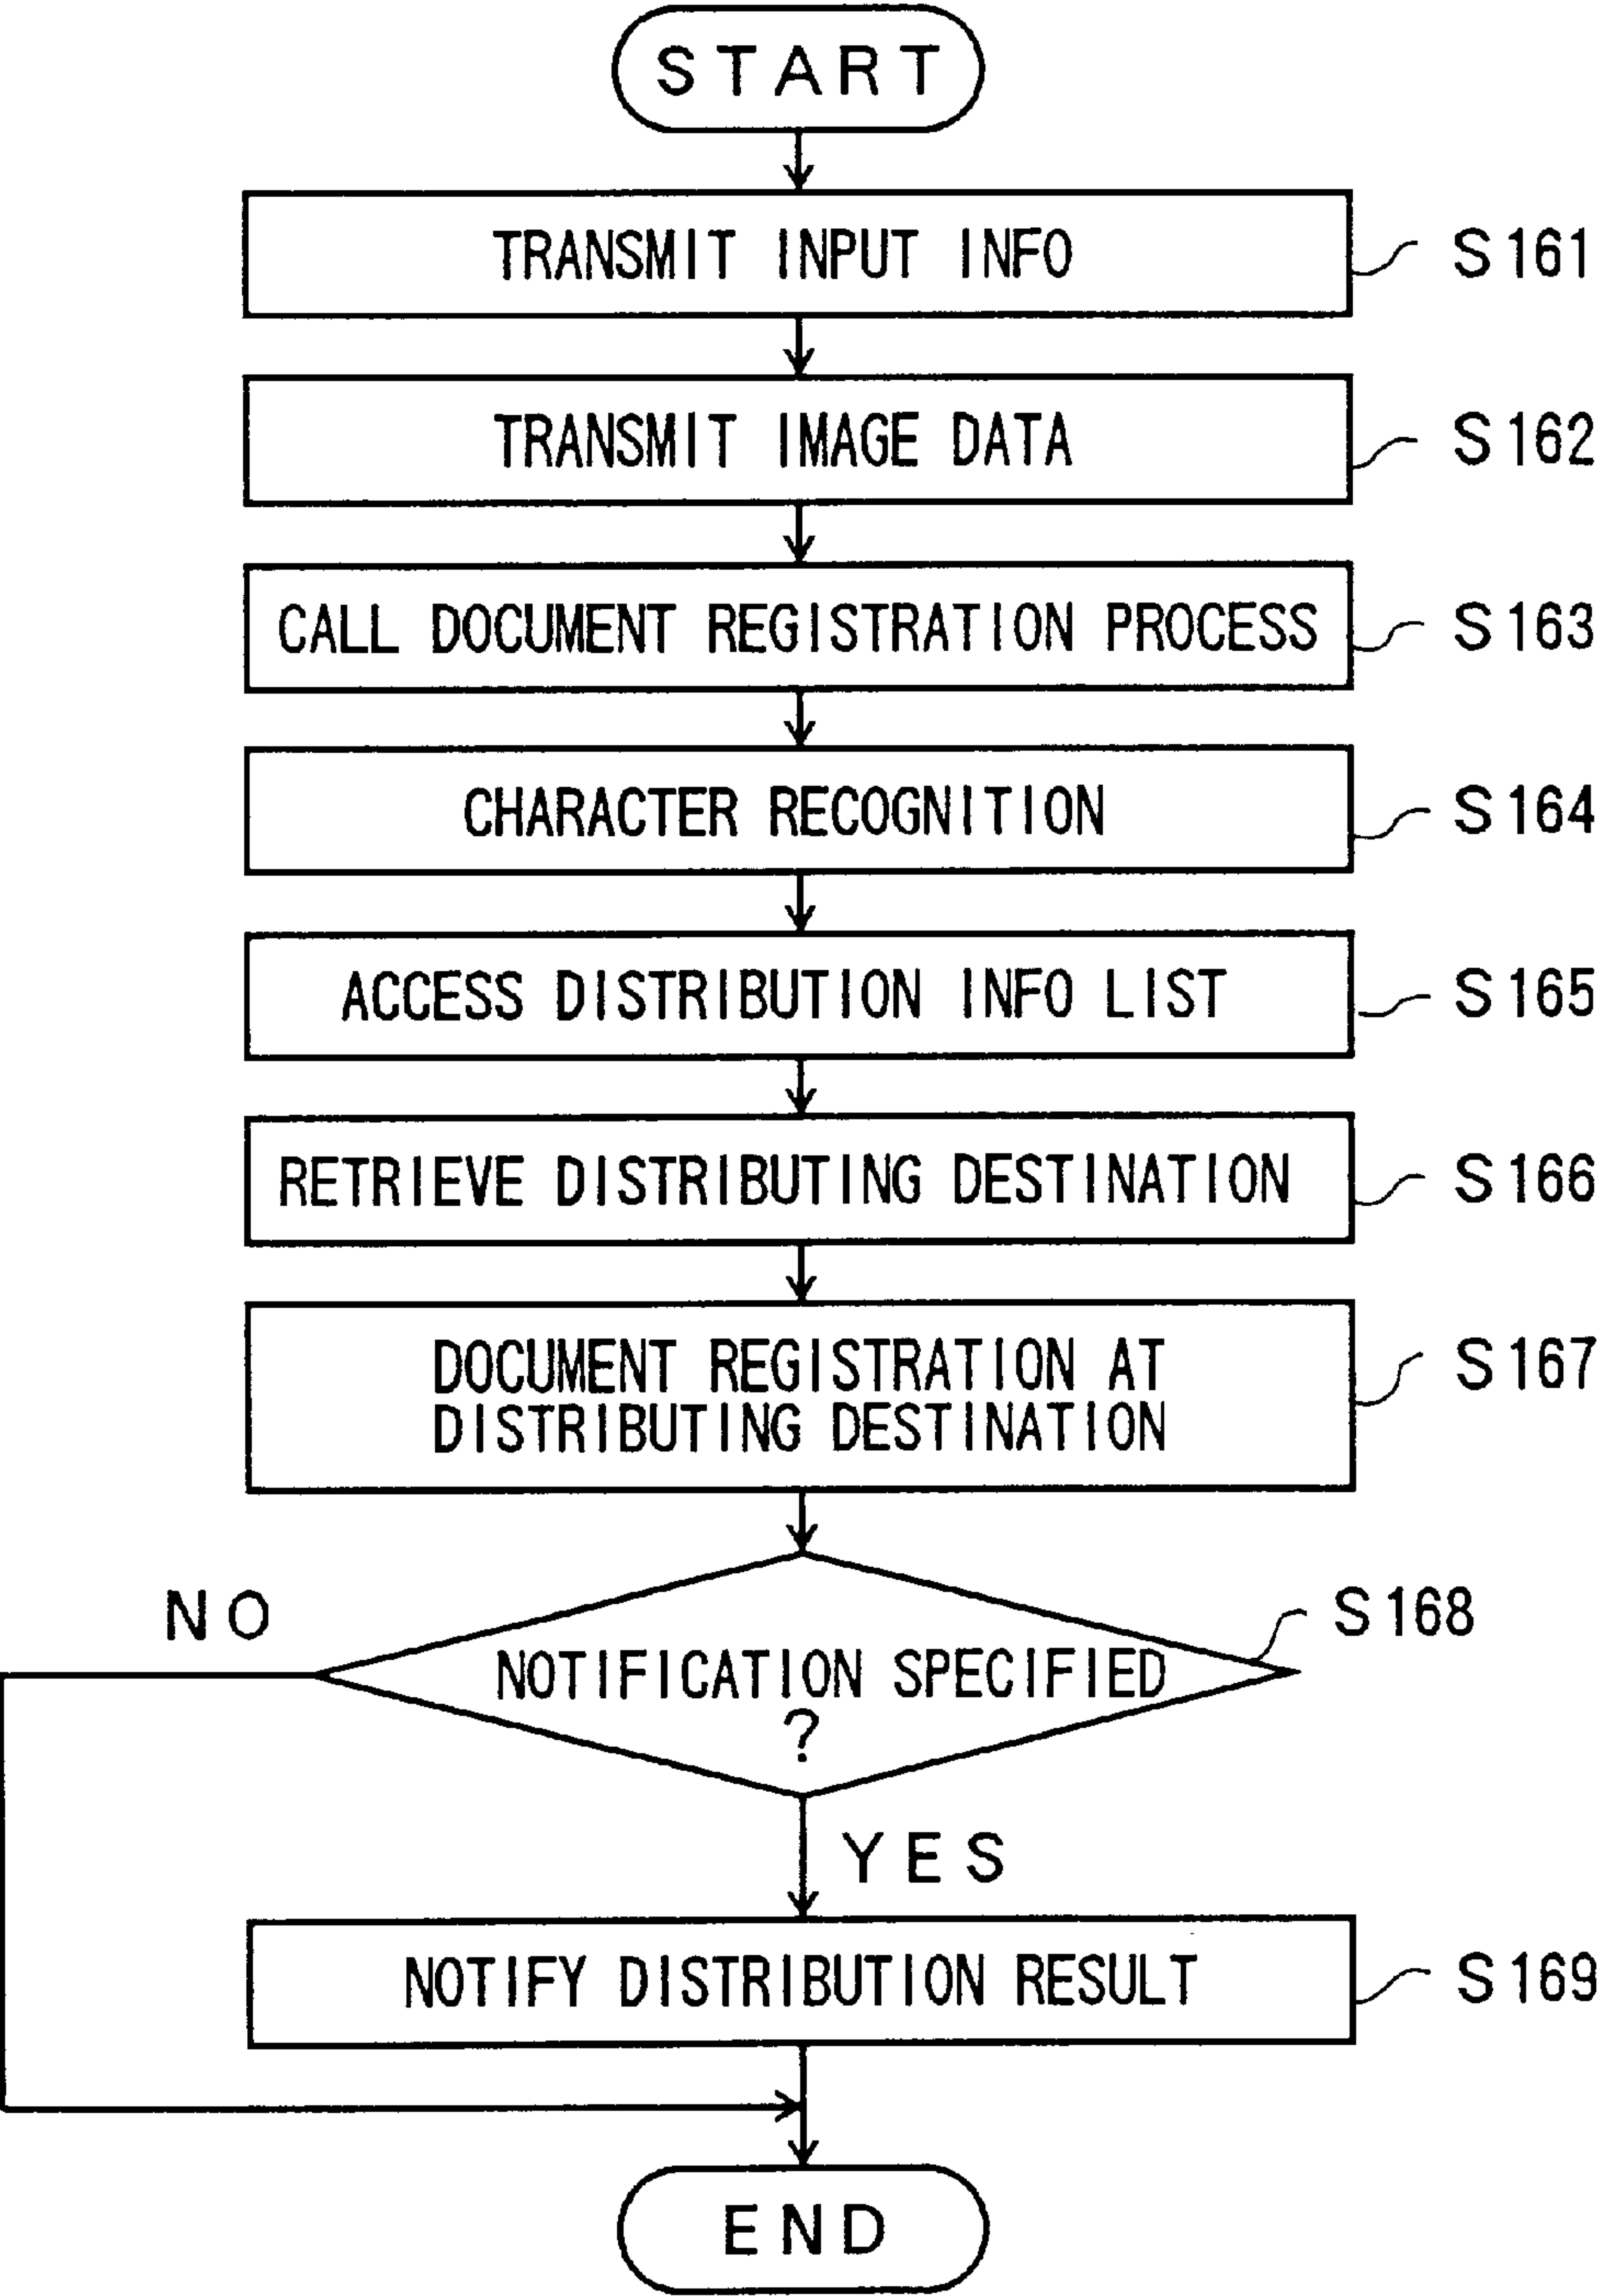 START
TRANSMIT INPUT INFO
S161
TRANSMIT IMAGE DATA
S162
CALL DOCUMENT REGISTRATION PROCESS
S163
CHARACTER RECOGNITION
S164
ACCESS DISTRIBUTION INFO LIST
S165
RETRIEVE DISTRIBUTING DESTINATION
S166
DOCUMENT REGISTRATION AT
DISTRIBUTING DESTINATION
S167
NO
S168
NOTIFICATION SPECIFIED
?
YES
NOTIFY DISTRIBUTION RESULT
S169
END